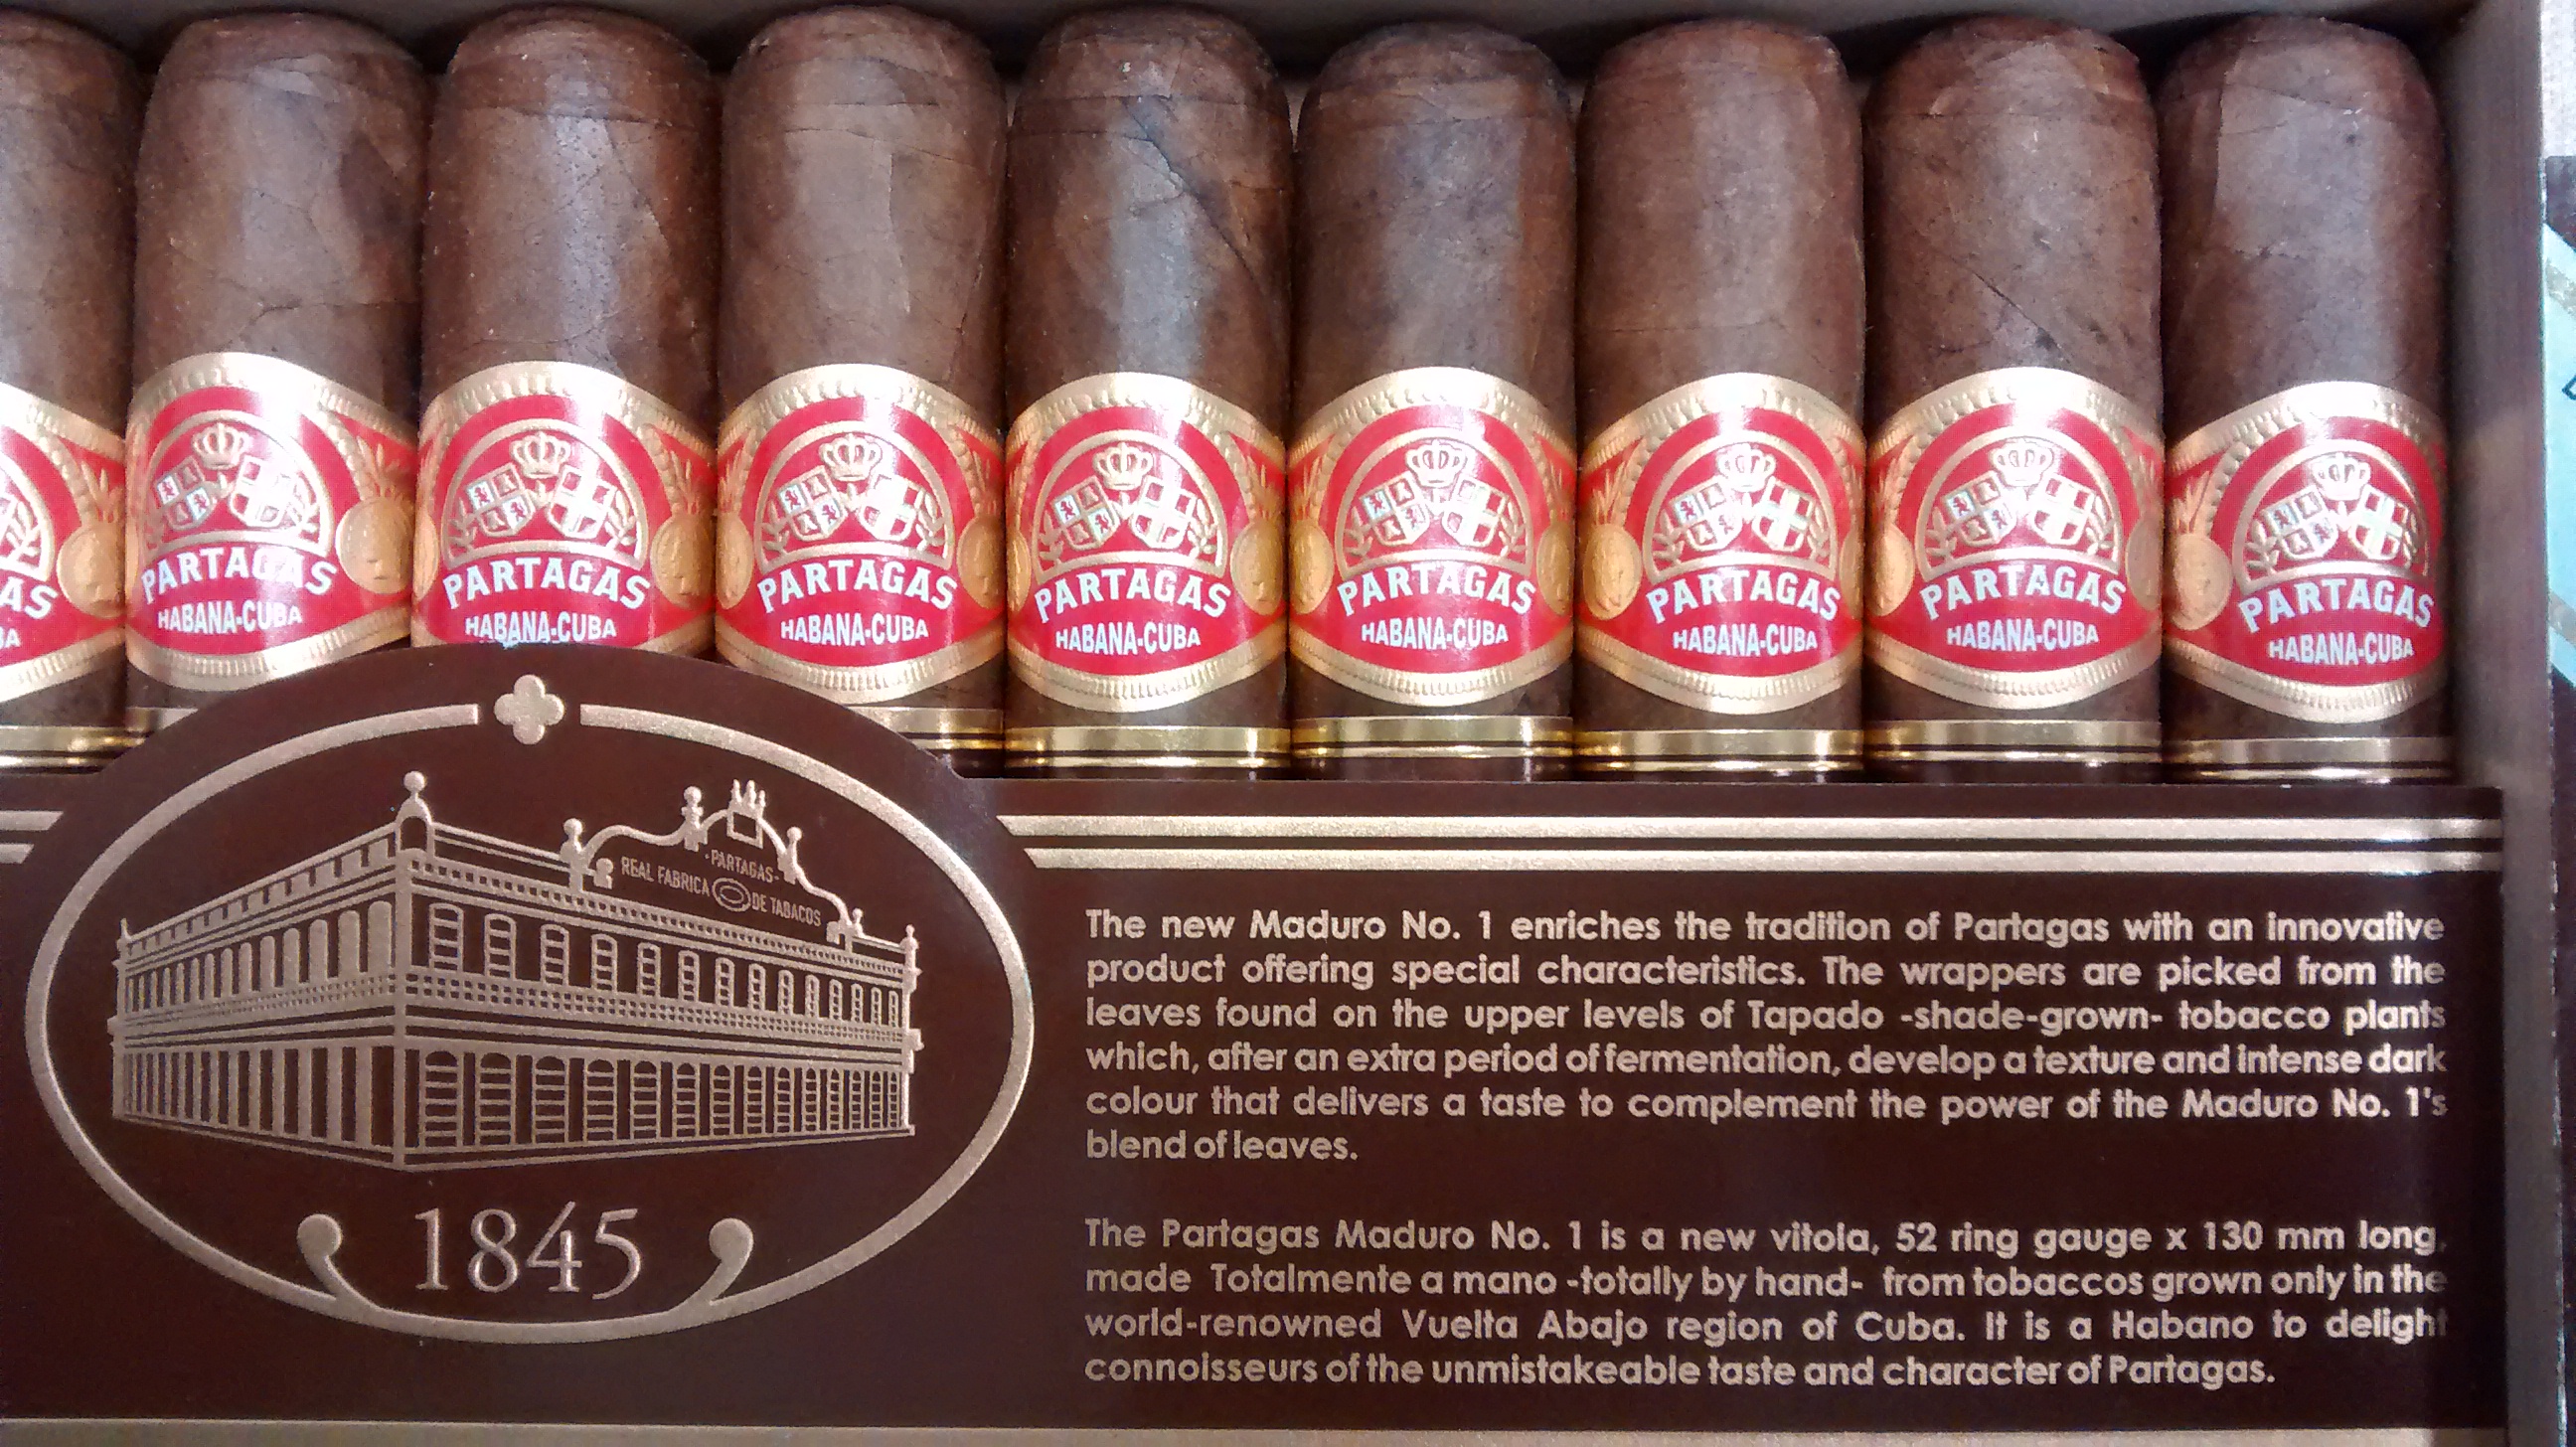 AS
BA
PARTAGAS
HABANA-CUBA
PARTAGAS
HABANA-CUBA
PARTAGAS
HABANA-CUBA
PARTAGAS
HABANA-CUBA
PARTAGAS
HABANA-CUBA
PARTAGAS
HABANA-CUBA
PARTAGAS
HABANA-CUBA
PARTAGAS
HABANA-CUBA
-PARTAGAS-
REAL FABRICA DE TABACOS
1845
The new Maduro No. 1 enriches the tradition of Partagas with an innovative
product offering special characteristics. The wrappers are picked from the
leaves found on the upper levels of Tapado -shade-grown- tobacco plants
which, after an extra period of fermentation, develop a texture and intense dark
colour that delivers a taste to complement the power of the Maduro No. 1's
blend of leaves.
The Partagas Maduro No. 1 is a new vitola, 52 ring gauge x 130 mm long,
made Totalmente a mano -totally by hand- from tobaccos grown only in the
world-renowned Vuelta Abajo region of Cuba. It is a Habano to delight
connoisseurs of the unmistakeable taste and character of Partagas.